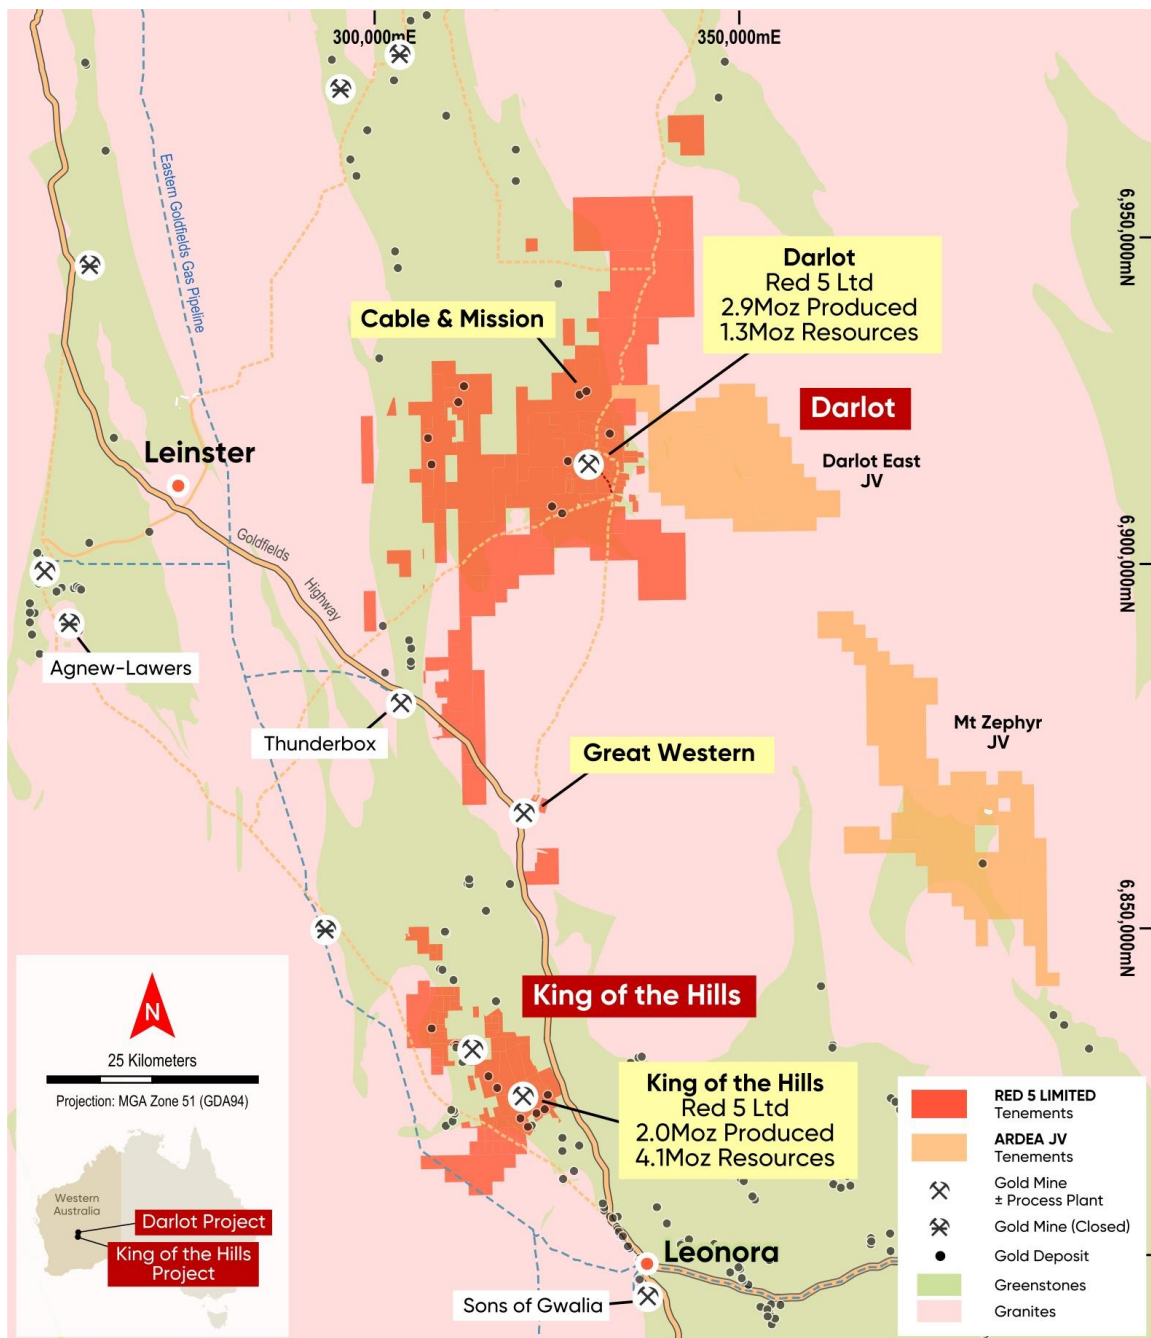 300,000mE
350,000mE
6,950,000mN
Eastern Goldfields Gas Pipeline
Darlot
Red 5 Ltd
2.9Moz Produced
1.3Moz Resources
Cable & Mission
Darlot
Leinster
Darlot East
JV
Goldfields
Highway
6,900,000mN
Agnew-Lawers
Thunderbox
Great Western
Mt Zephyr
JV
6,850,000mN
King of the Hills
N
25 Kilometers
Projection: MGA Zone 51 (GDA94)
King of the Hills
Red 5 Ltd
2.0Moz Produced
4.1Moz Resources
Western
Australia
Darlot Project
King of the Hills
Project
Leonora
Sons of Gwalia
RED 5 LIMITED
Tenements
ARDEA JV
Tenements
Gold Mine
± Process Plant
Gold Mine (Closed)
Gold Deposit
Greenstones
Granites